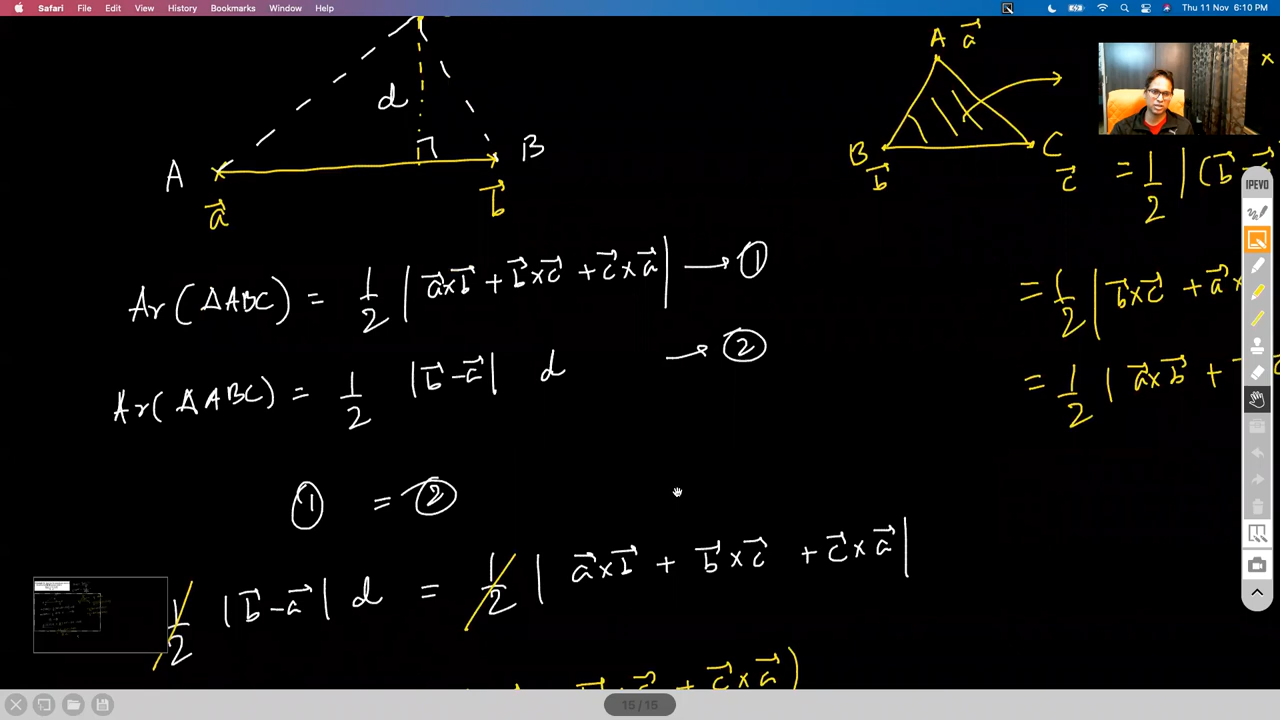 Safari File Edit View History Bookmarks Window Help Thu 11 Nov 6:10 PM
A a⃗
d
B
A
B
C
a⃗
b⃗
b⃗
c⃗
= 1/2 | (b⃗ - c⃗
IPEVO
Ar(ΔABC) = 1/2 | a⃗×b⃗ + b⃗×c⃗ + c⃗×a⃗ | → ①
= 1/2 | b⃗×c⃗ + a⃗×
Ar(ΔABC) = 1/2 |b⃗ - a⃗| d → ②
= 1/2 | a⃗×b⃗ +
① = ②
1/2 |b⃗ - a⃗| d = 1/2 | a⃗×b⃗ + b⃗×c⃗ + c⃗×a⃗ |
+ c⃗×a⃗)
15/15